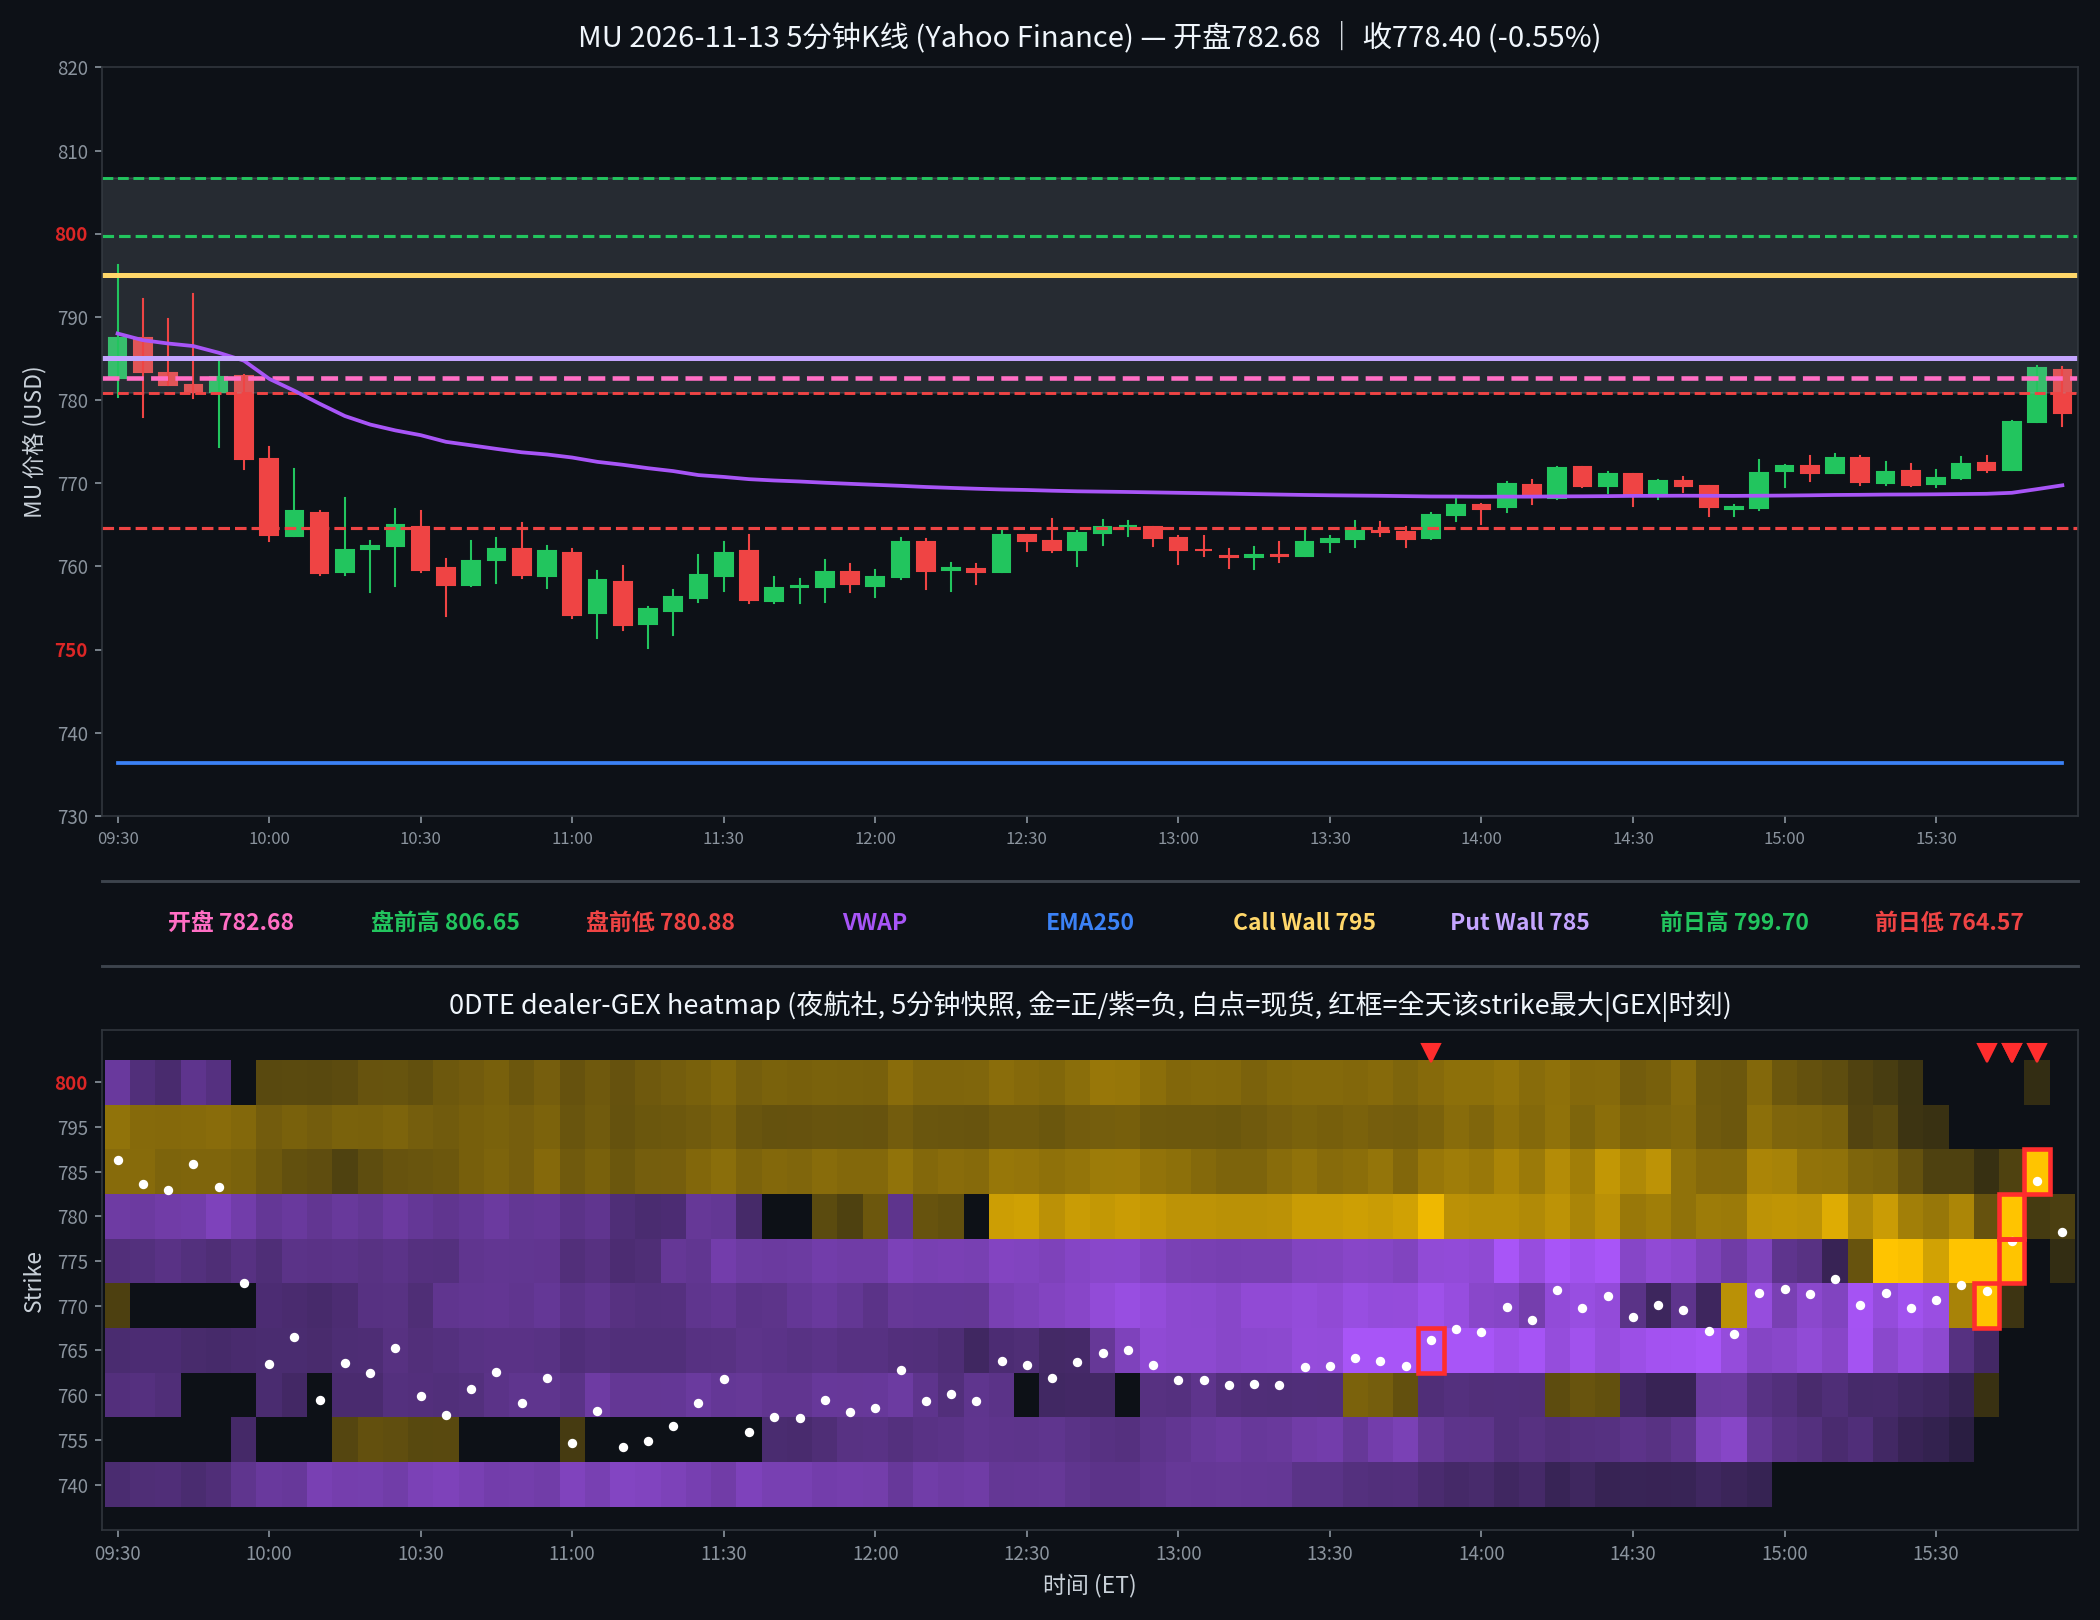 MU 2026-11-13 5分钟K线 (Yahoo Finance) — 开盘782.68 ｜ 收778.40 (-0.55%)
820
810
800
790
780
770
760
750
740
730
MU 价格 (USD)
09:30 10:00 10:30 11:00 11:30 12:00 12:30 13:00 13:30 14:00 14:30 15:00 15:30
开盘 782.68 盘前高 806.65 盘前低 780.88 VWAP EMA250 Call Wall 795 Put Wall 785 前日高 799.70 前日低 764.57
0DTE dealer-GEX heatmap (夜航社, 5分钟快照, 金=正/紫=负, 白点=现货, 红框=全天该strike最大|GEX|时刻)
800
795
785
780
775
770
765
760
755
740
Strike
09:30 10:00 10:30 11:00 11:30 12:00 12:30 13:00 13:30 14:00 14:30 15:00 15:30
时间 (ET)